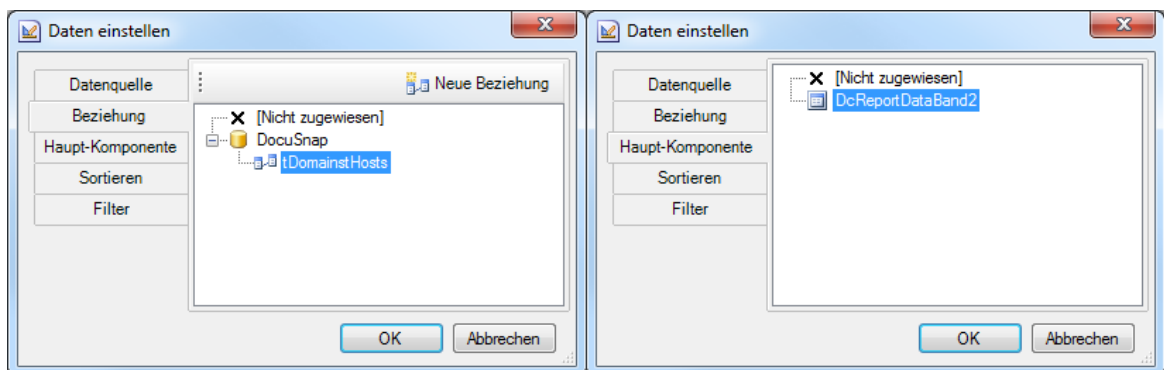 Daten einstellen
Datenquelle
Beziehung
Haupt-Komponente
Sortieren
Filter
Neue Beziehung
[Nicht zugewiesen]
DocuSnap
tDomainstHosts
OK
Abbrechen
Daten einstellen
Datenquelle
Beziehung
Haupt-Komponente
Sortieren
Filter
[Nicht zugewiesen]
DcReportDataBand2
OK
Abbrechen